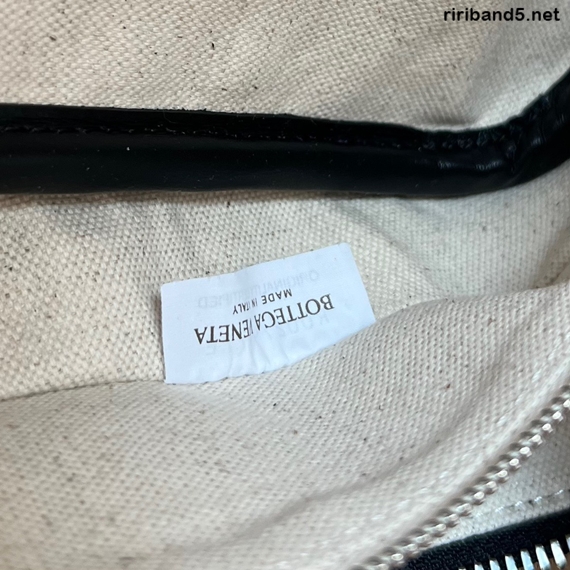 ririband5.net
BOTTEGA VENETA
MADE IN ITALY